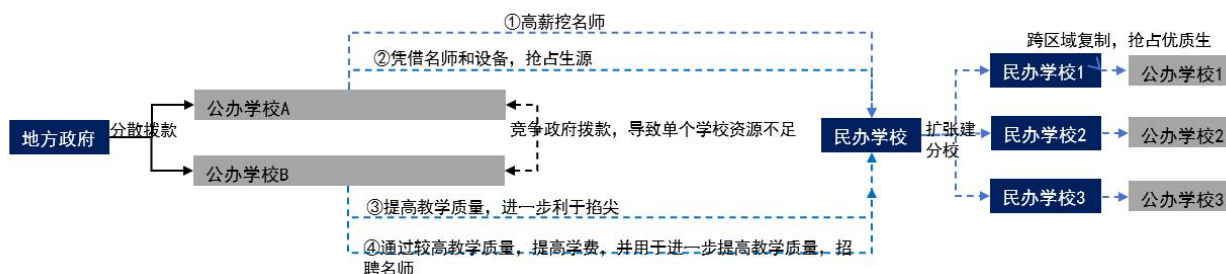 ①高薪挖名师
②凭借名师和设备，抢占生源
跨区域复制，抢占优质生
民办学校1
公办学校1
公办学校A
地方政府
分散拨款
竞争政府拨款，导致单个学校资源不足
民办学校
扩张建
分校
民办学校2
公办学校2
公办学校B
③提高教学质量，进一步利于掐尖
民办学校3
公办学校3
④通过较高教学质量，提高学费，并用于进一步提高教学质量，招
聘名师